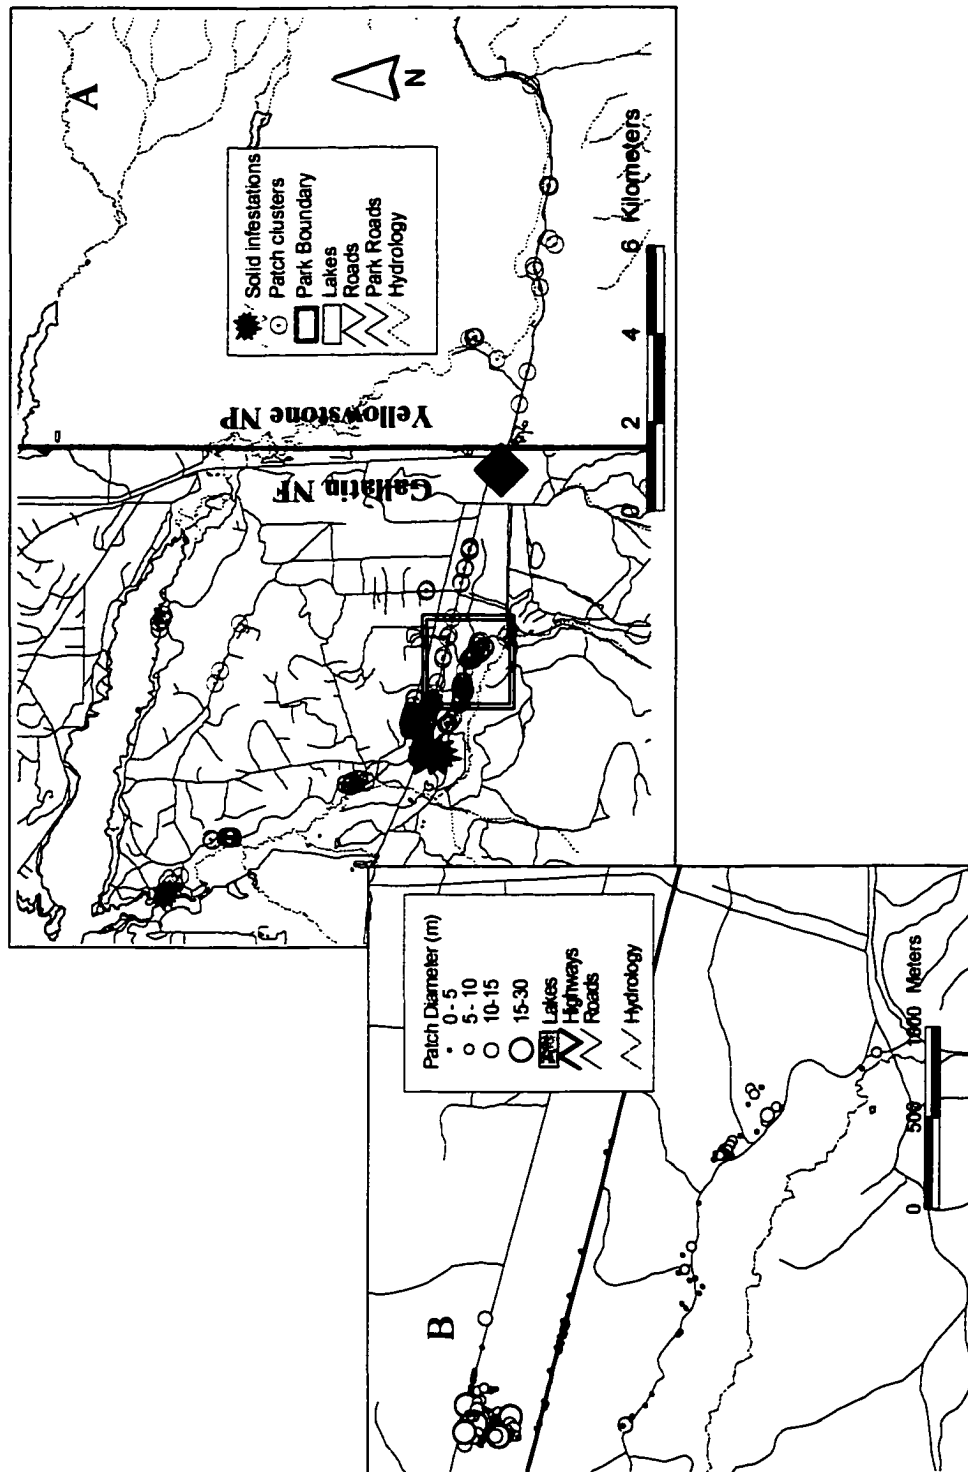 A
N
Solid infestations
Patch clusters
Park Boundary
Lakes
Roads
Park Roads
Hydrology
Yellowstone NP
Gallatin NF
0 2 4 6 Kilometers
B
Patch Diameter (m)
0 - 5
5 - 10
10-15
15-30
Lakes
Highways
Roads
Hydrology
0 500 1000 Meters